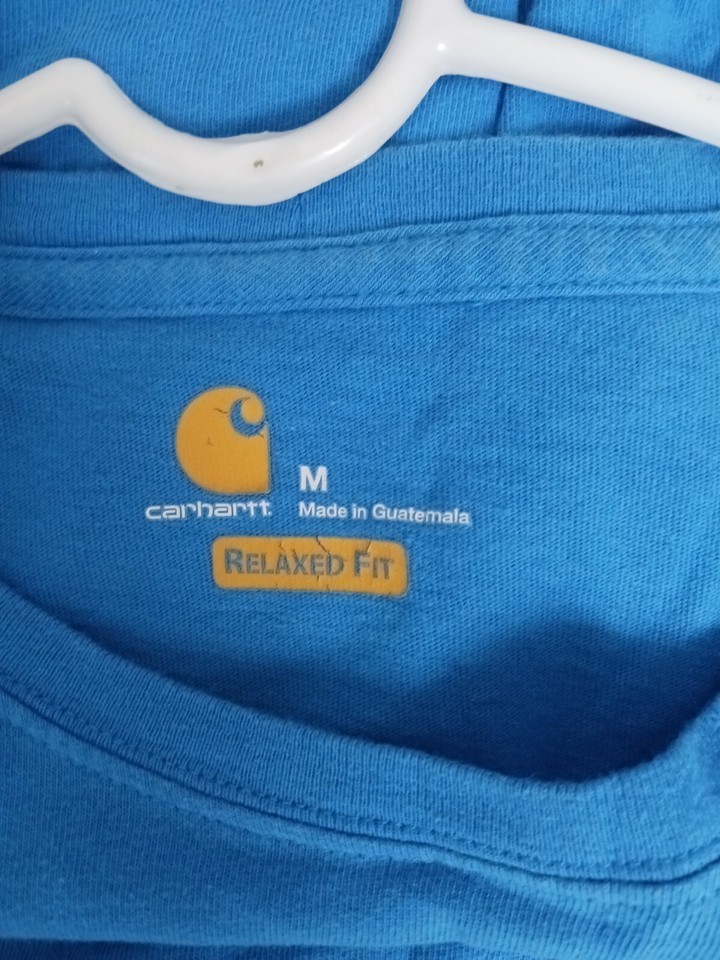 M
carhartt.
Made in Guatemala
RELAXED FIT